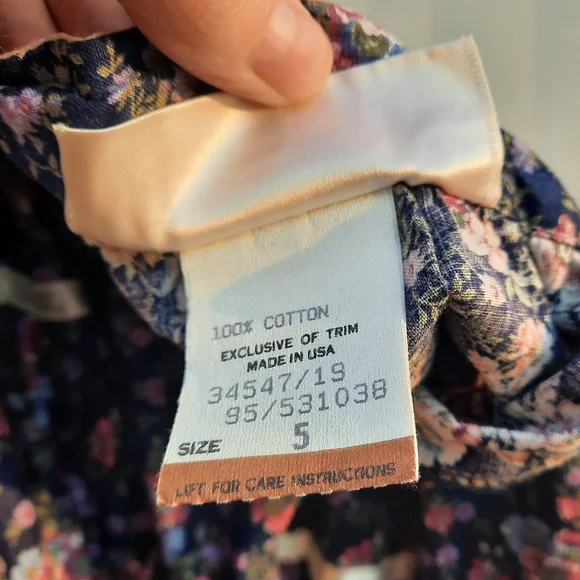 100% COTTON
EXCLUSIVE OF TRIM
MADE IN USA
34547/19
95/531038
SIZE 5
LIFT FOR CARE INSTRUCTIONS